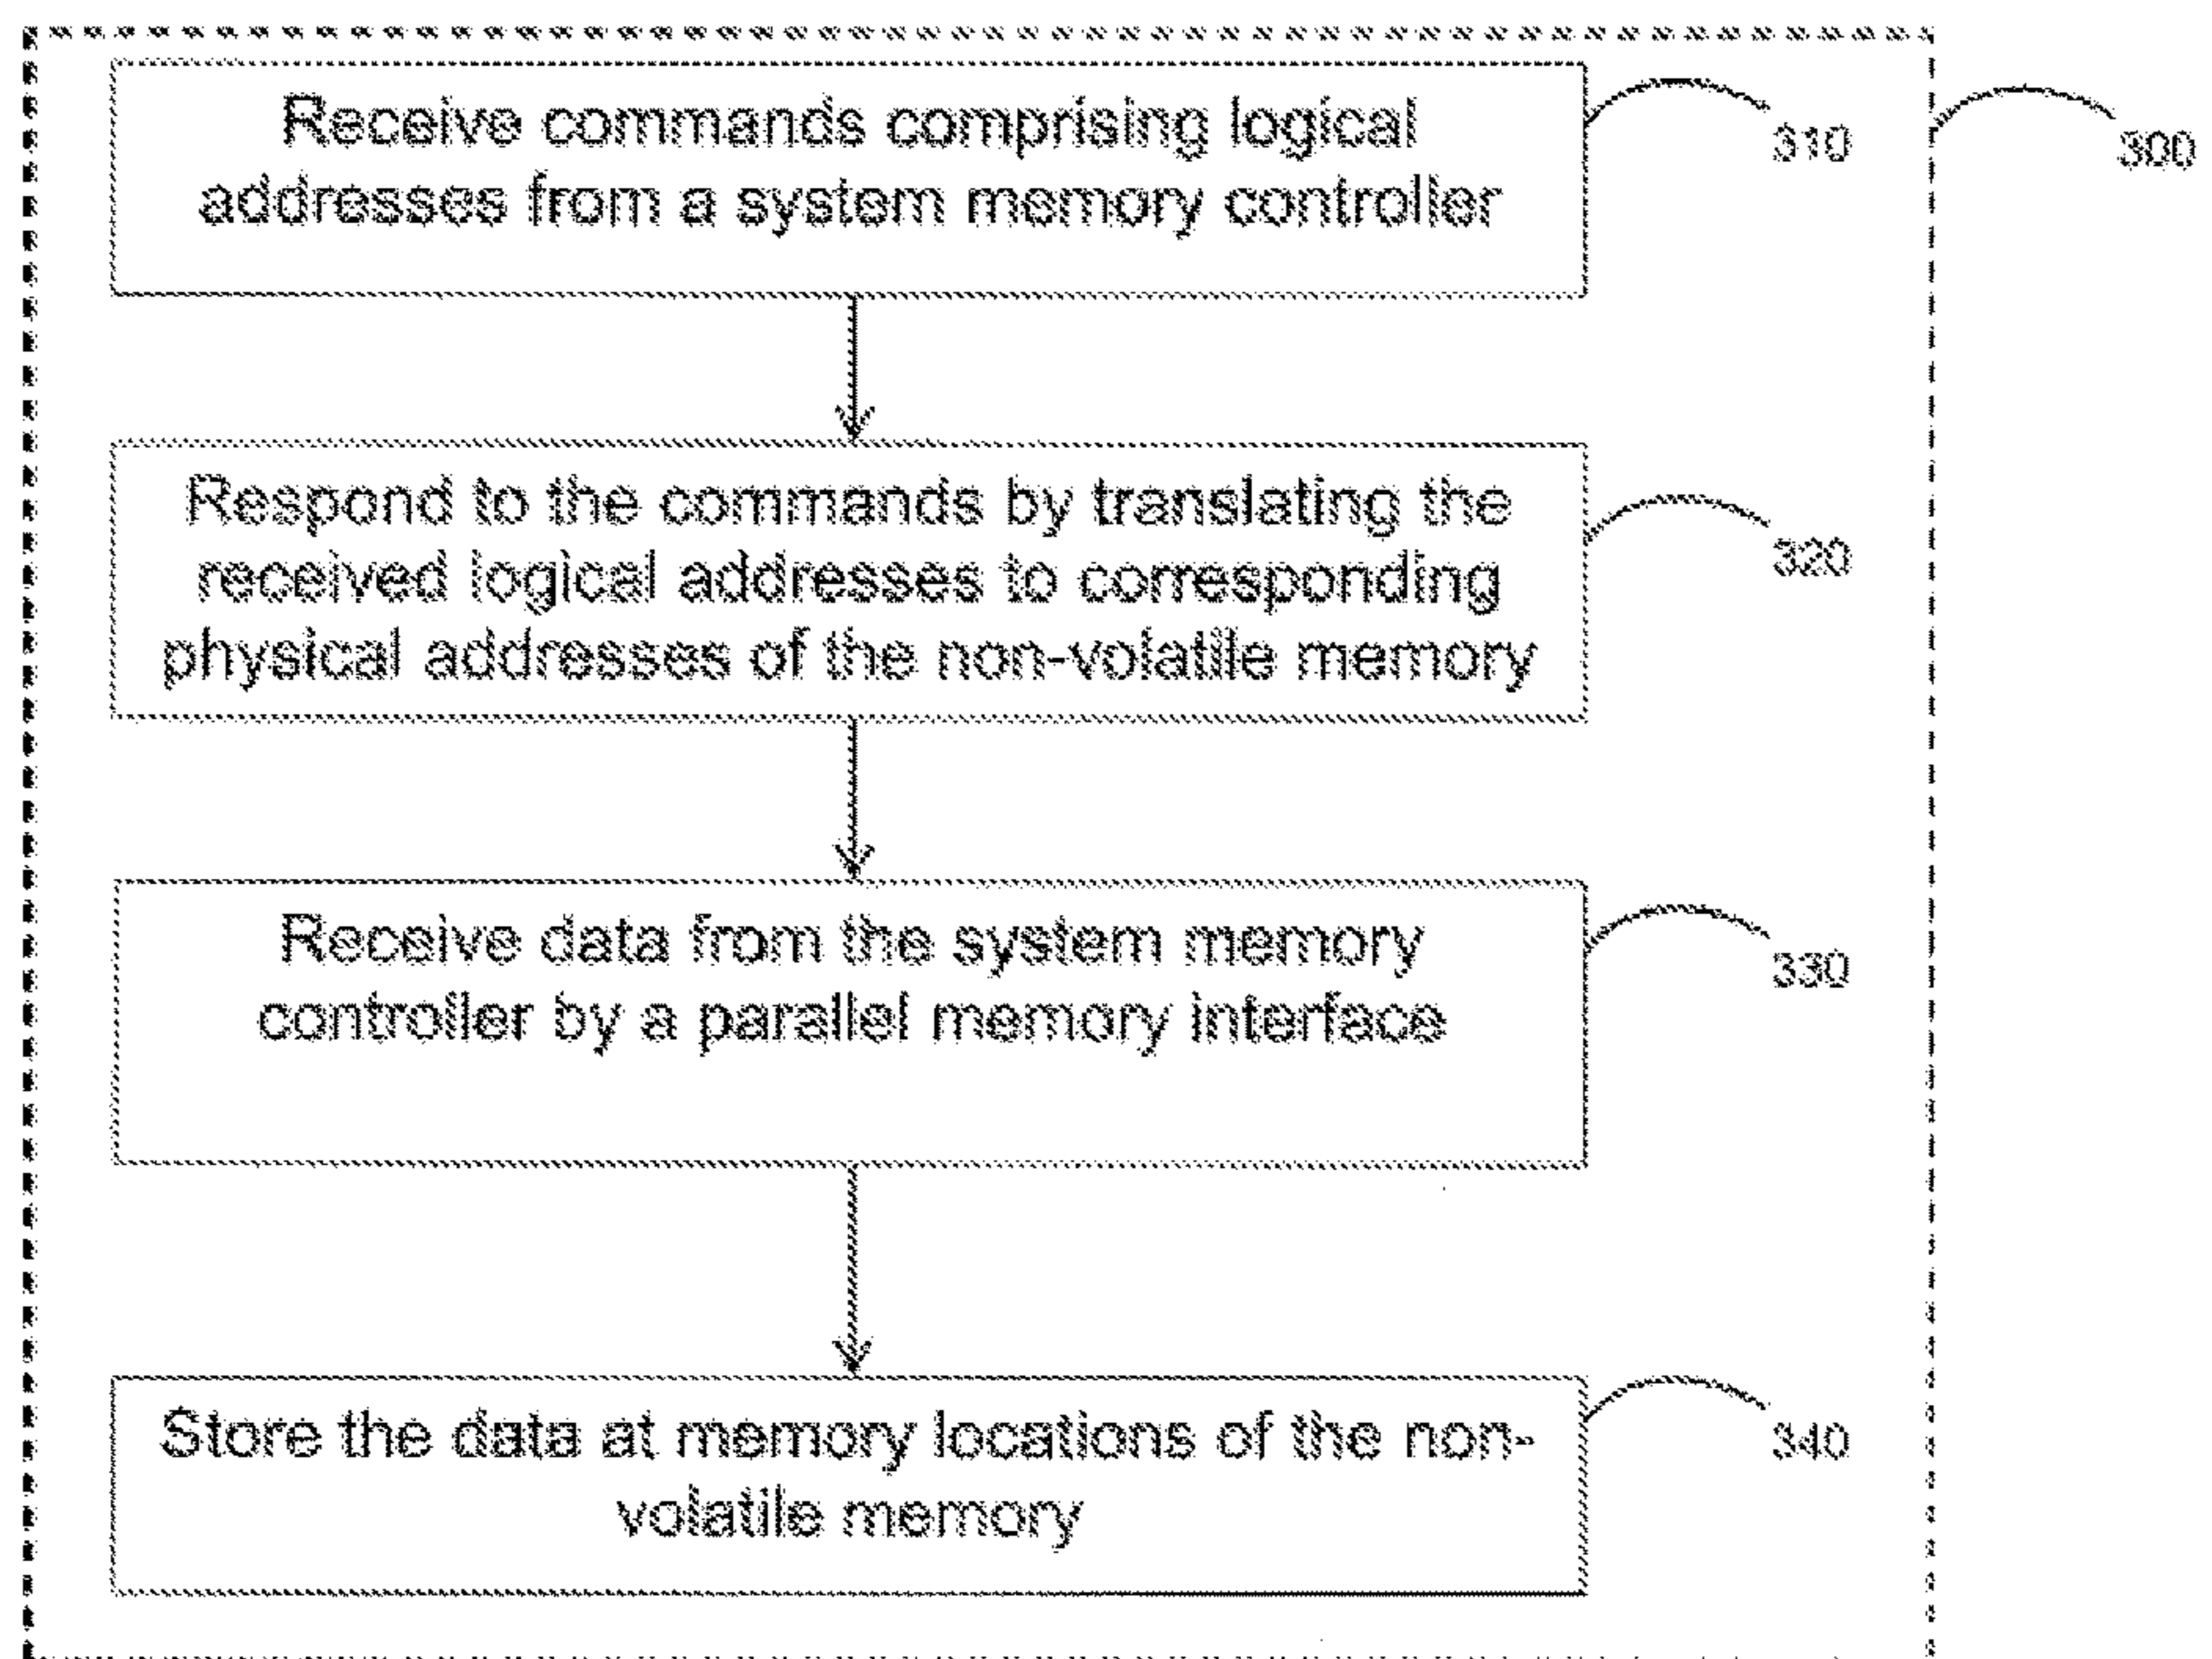 Receive commands comprising logical
addresses from a system memory controller
310
300
Respond to the commands by translating the
received logical addresses to corresponding
physical addresses of the non-volatile memory
320
Receive data from the system memory
controller by a parallel memory interface
330
Store the data at memory locations of the non-
volatile memory
340